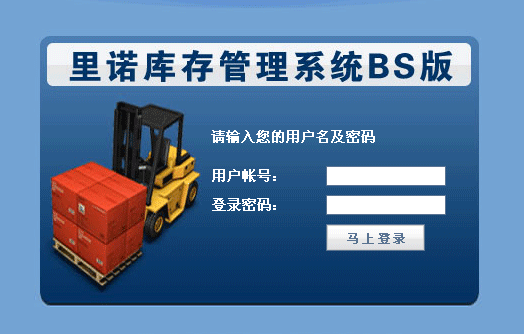 里诺库存管理系统BS版
请输入您的用户名及密码
用户帐号：
登录密码：
马上登录